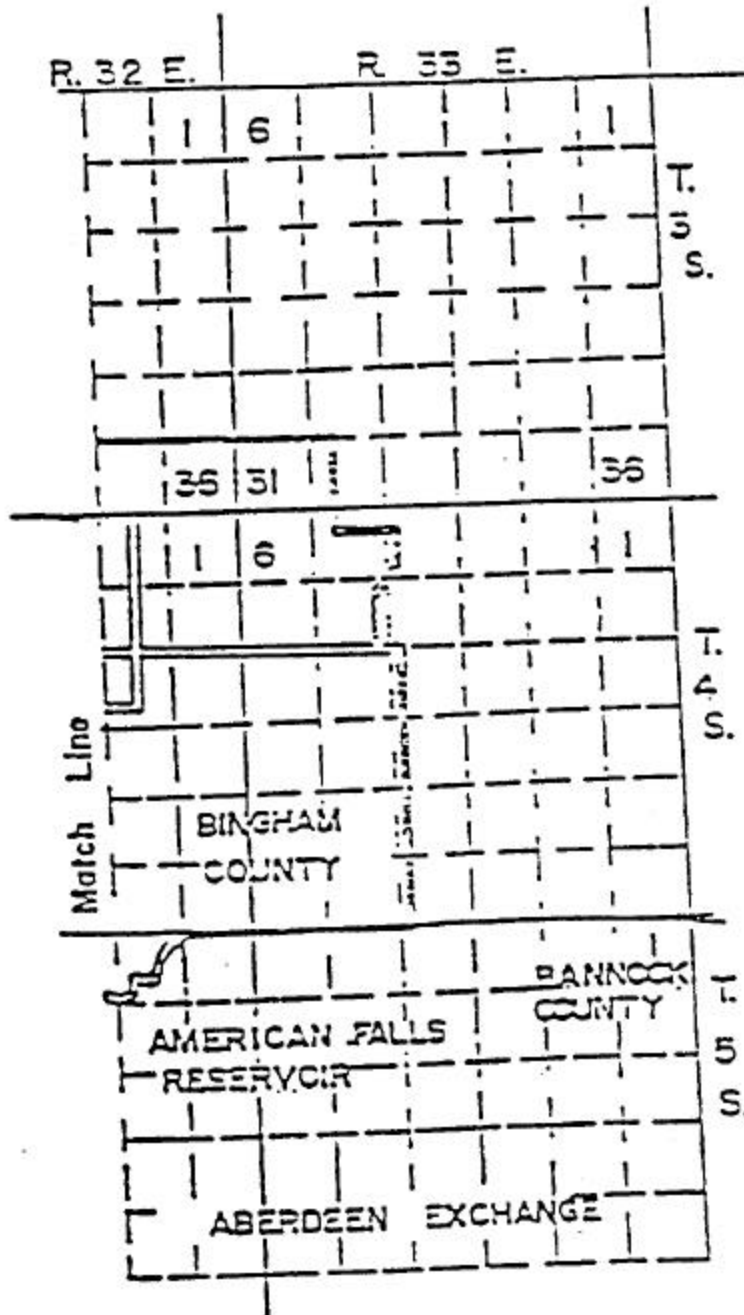 R. 32 E. R 33 E.
1 6 1
T.
3
S.
36 31 36
1 6 1
T.
4
S.
Match Line
BINGHAM
COUNTY
BANNOCK
COUNTY
T.
5
S.
AMERICAN FALLS
RESERVOIR
ABERDEEN EXCHANGE